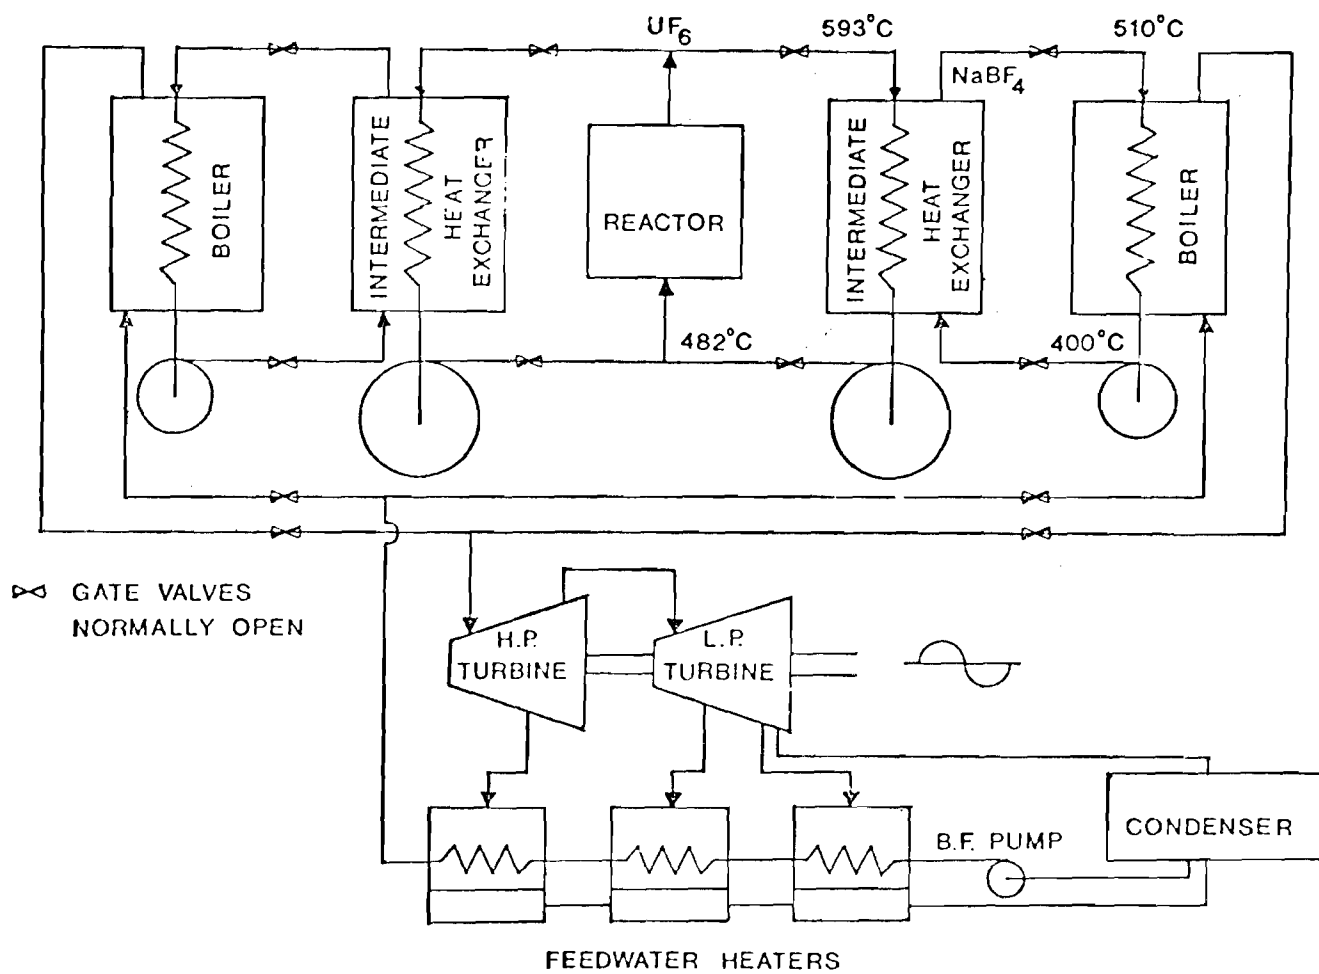 UF6
593°C
510°C
NaBF4
BOILER
INTERMEDIATE
HEAT
EXCHANGER
REACTOR
INTERMEDIATE
HEAT
EXCHANGER
BOILER
482°C
400°C
GATE VALVES
NORMALLY OPEN
H.P.
TURBINE
L.P.
TURBINE
B.F. PUMP
CONDENSER
FEEDWATER HEATERS